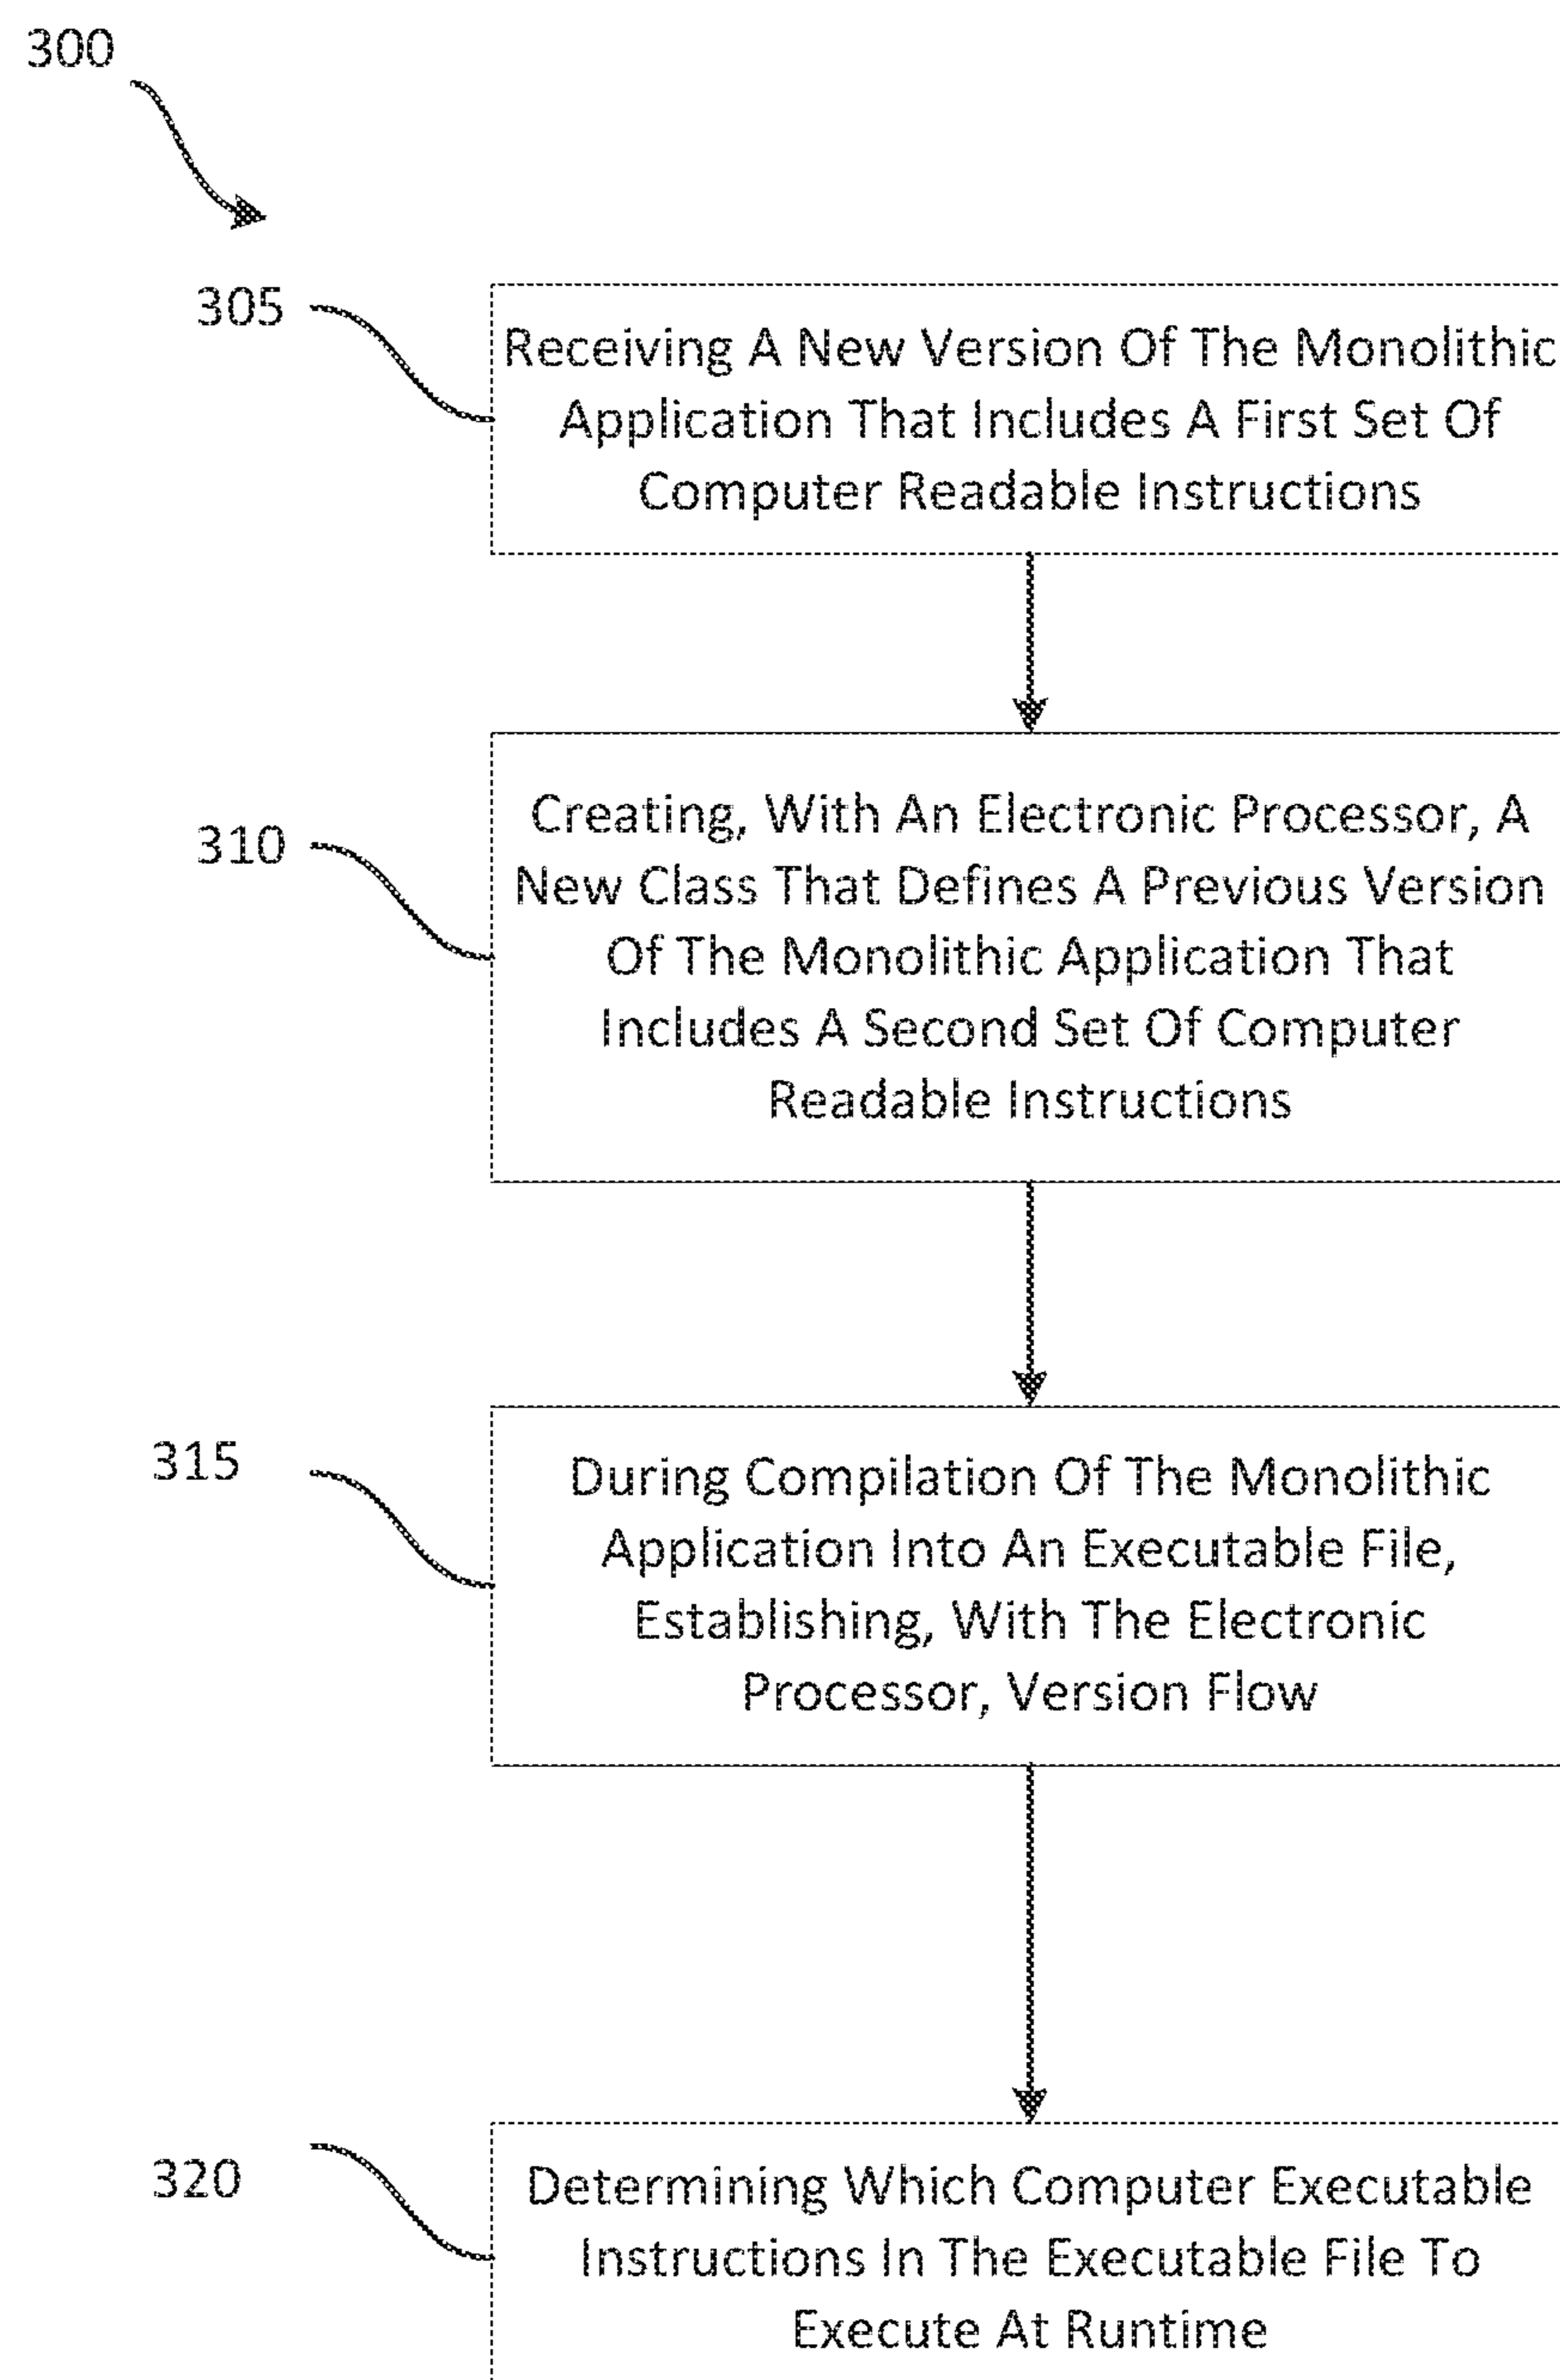 300
305
Receiving A New Version Of The Monolithic
Application That Includes A First Set Of
Computer Readable Instructions
310
Creating, With An Electronic Processor, A
New Class That Defines A Previous Version
Of The Monolithic Application That
Includes A Second Set Of Computer
Readable Instructions
315
During Compilation Of The Monolithic
Application Into An Executable File,
Establishing, With The Electronic
Processor, Version Flow
320
Determining Which Computer Executable
Instructions In The Executable File To
Execute At Runtime